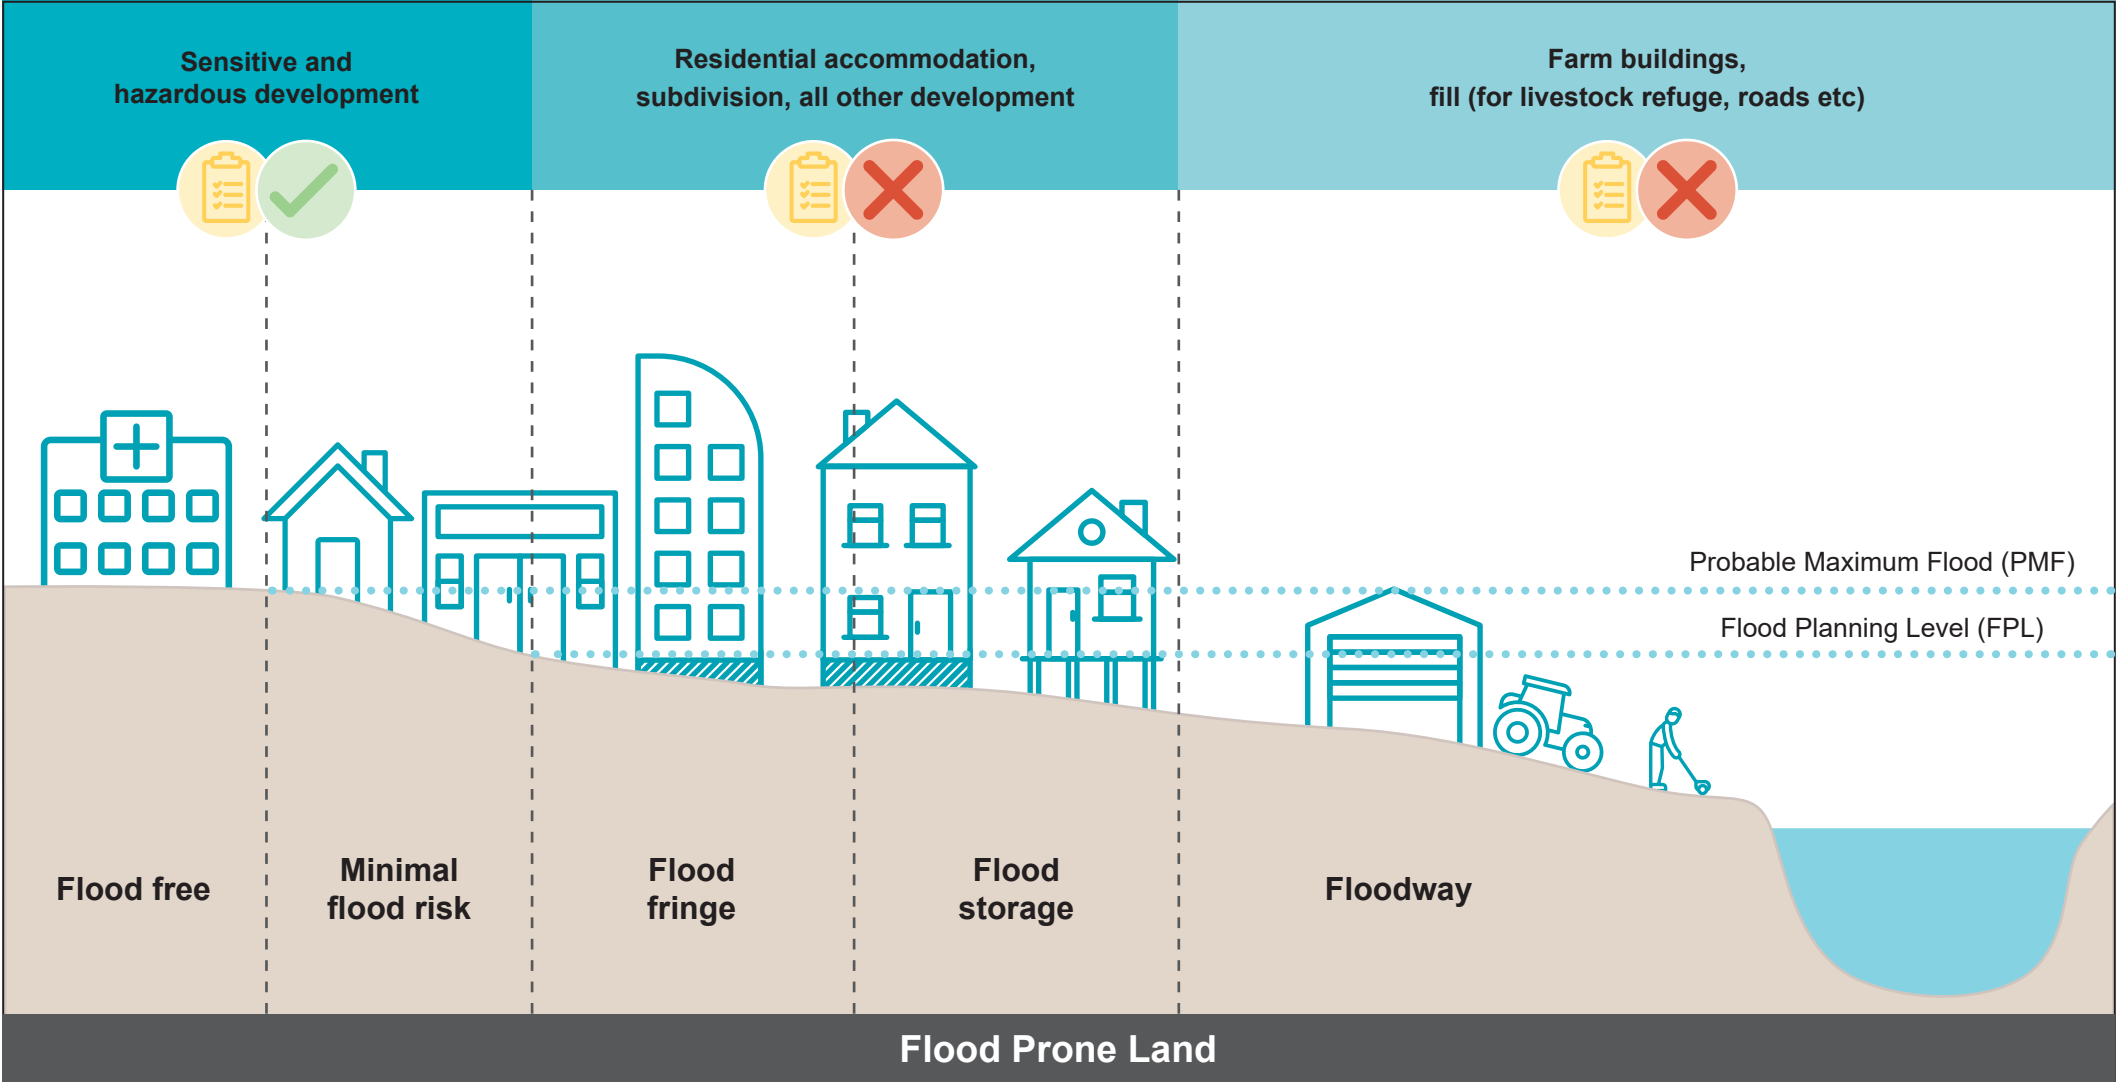 Sensitive and
hazardous development
Residential accommodation,
subdivision, all other development
Farm buildings,
fill (for livestock refuge, roads etc)
Probable Maximum Flood (PMF)
Flood Planning Level (FPL)
Flood free
Minimal
flood risk
Flood
fringe
Flood
storage
Floodway
Flood Prone Land